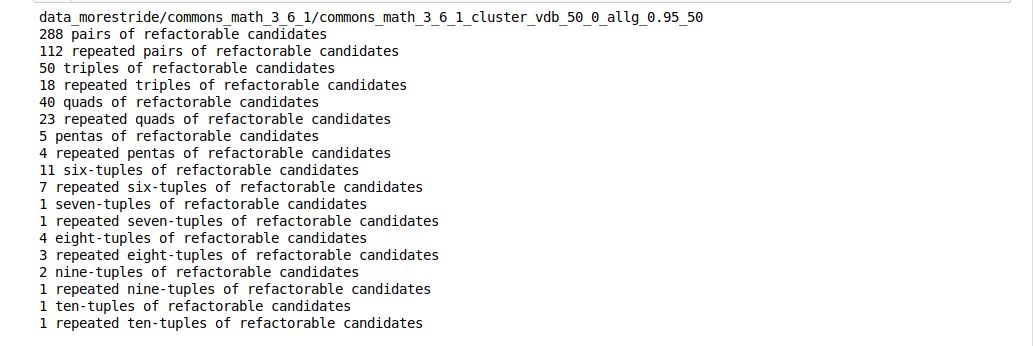 data_morestride/commons_math_3_6_1/commons_math_3_6_1_cluster_vdb_50_0_allg_0.95_50
288 pairs of refactorable candidates
112 repeated pairs of refactorable candidates
50 triples of refactorable candidates
18 repeated triples of refactorable candidates
40 quads of refactorable candidates
23 repeated quads of refactorable candidates
5 pentas of refactorable candidates
4 repeated pentas of refactorable candidates
11 six-tuples of refactorable candidates
7 repeated six-tuples of refactorable candidates
1 seven-tuples of refactorable candidates
1 repeated seven-tuples of refactorable candidates
4 eight-tuples of refactorable candidates
3 repeated eight-tuples of refactorable candidates
2 nine-tuples of refactorable candidates
1 repeated nine-tuples of refactorable candidates
1 ten-tuples of refactorable candidates
1 repeated ten-tuples of refactorable candidates